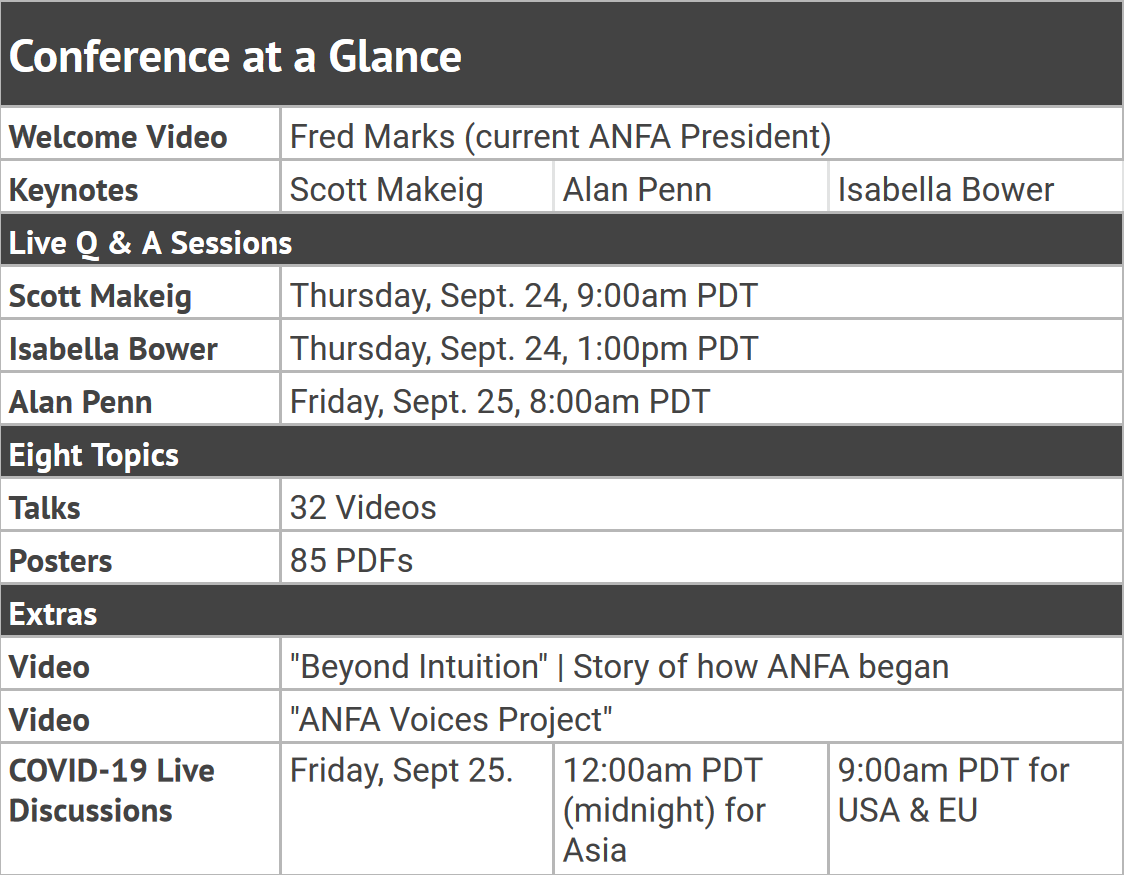 Conference at a Glance
Welcome Video Fred Marks (current ANFA President)
Keynotes Scott Makeig Alan Penn Isabella Bower
Live Q & A Sessions
Scott Makeig Thursday, Sept. 24, 9:00am PDT
Isabella Bower Thursday, Sept. 24, 1:00pm PDT
Alan Penn Friday, Sept. 25, 8:00am PDT
Eight Topics
Talks 32 Videos
Posters 85 PDFs
Extras
Video "Beyond Intuition" | Story of how ANFA began
Video "ANFA Voices Project"
COVID-19 Live
Discussions
Friday, Sept 25.
12:00am PDT
(midnight) for
Asia
9:00am PDT for
USA & EU